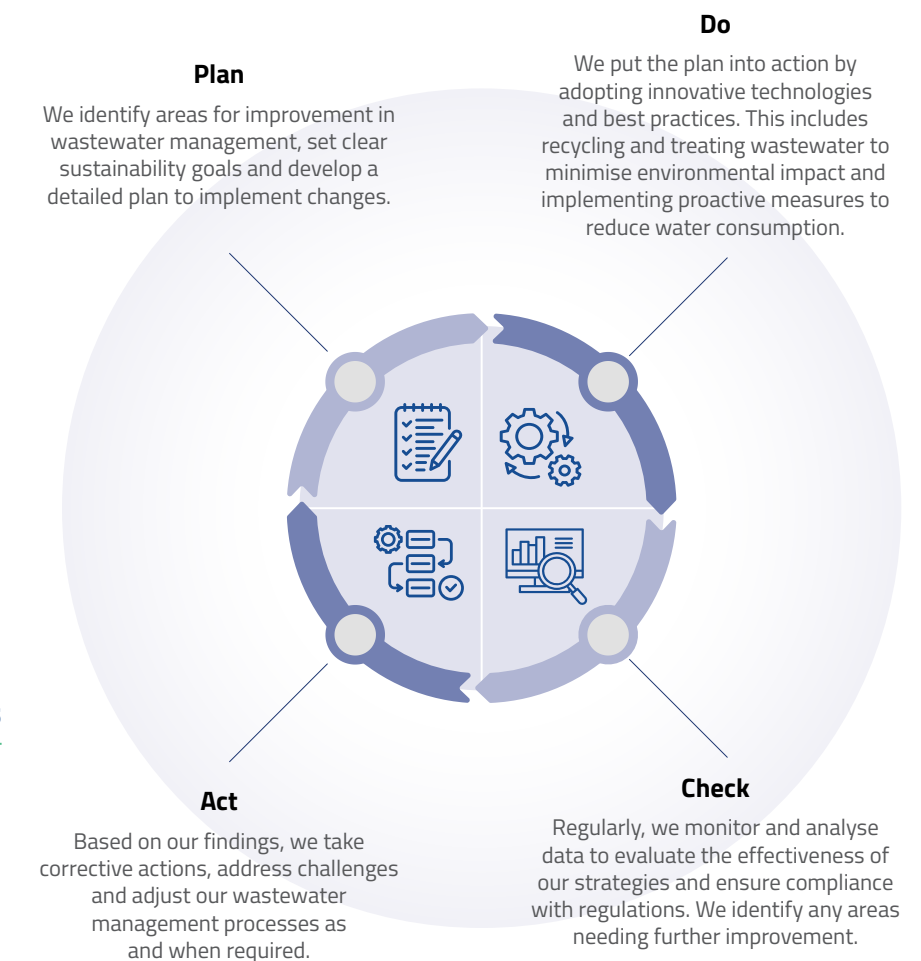 Plan
We identify areas for improvement in
wastewater management, set clear
sustainability goals and develop a
detailed plan to implement changes.
Do
We put the plan into action by
adopting innovative technologies
and best practices. This includes
recycling and treating wastewater to
minimise environmental impact and
implementing proactive measures to
reduce water consumption.
Act
Based on our findings, we take
corrective actions, address challenges
and adjust our wastewater
management processes as
and when required.
Check
Regularly, we monitor and analyse
data to evaluate the effectiveness of
our strategies and ensure compliance
with regulations. We identify any areas
needing further improvement.